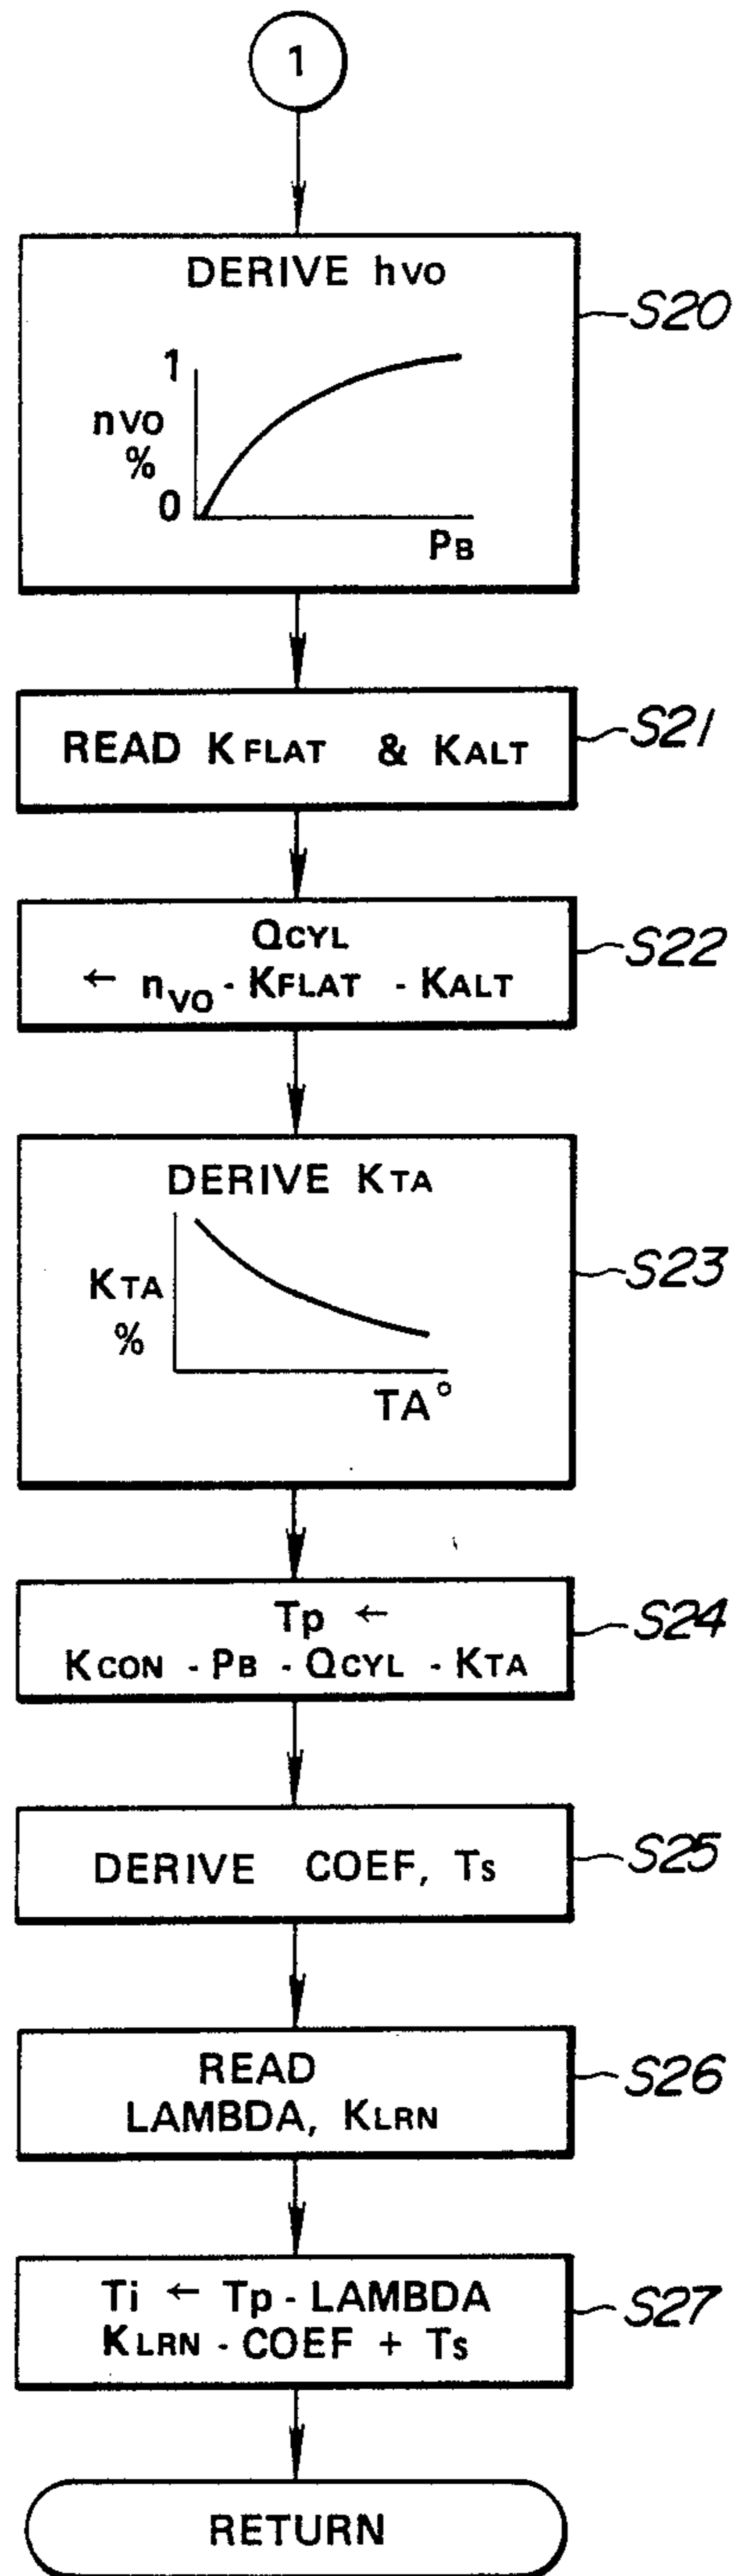 1
DERIVE hvo
S20
1
nvo
%
0
PB
READ KFLAT & KALT
S21
QCYL
S22
← nvo - KFLAT - KALT
DERIVE KTA
S23
KTA
%
TA°
Tp ←
S24
KCON - PB - QCYL - KTA
DERIVE COEF, Ts
S25
READ
S26
LAMBDA, KLRN
Ti ← Tp - LAMBDA
S27
KLRN - COEF + Ts
RETURN